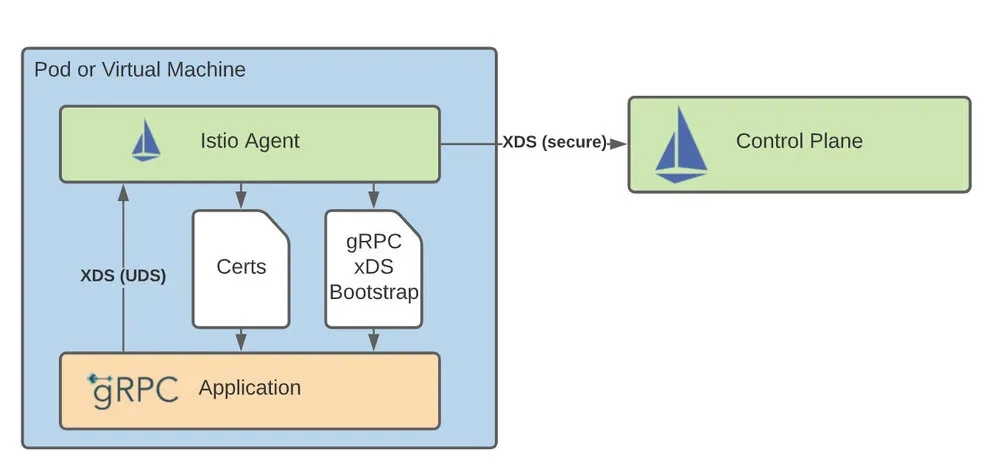 Pod or Virtual Machine
Istio Agent
XDS (secure)
Control Plane
XDS (UDS)
Certs
gRPC
xDS
Bootstrap
gRPC
Application